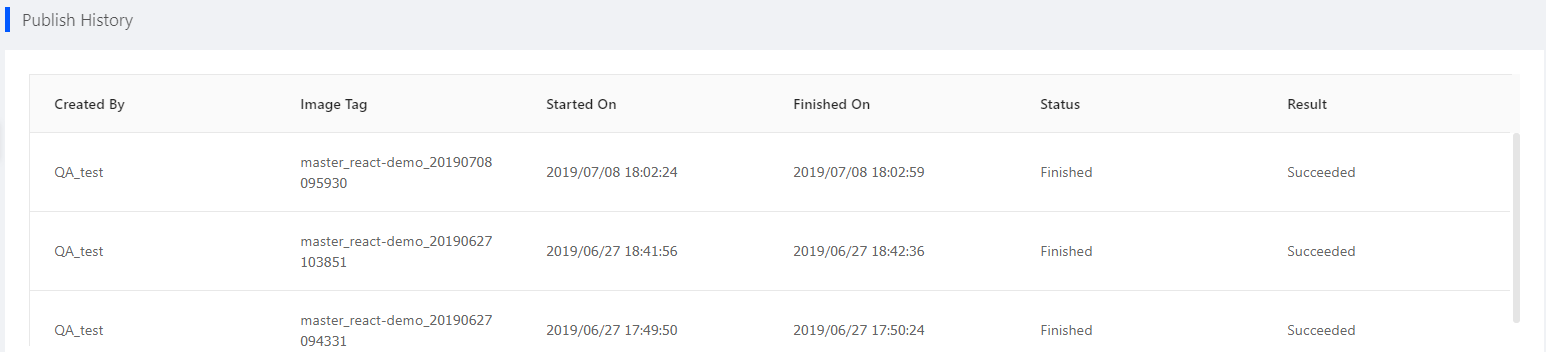 Publish History
Created By Image Tag Started On Finished On Status Result
QA_test master_react-demo_20190708 2019/07/08 18:02:24 2019/07/08 18:02:59 Finished Succeeded
095930
QA_test master_react-demo_20190627 2019/06/27 18:41:56 2019/06/27 18:42:36 Finished Succeeded
103851
QA_test master_react-demo_20190627 2019/06/27 17:49:50 2019/06/27 17:50:24 Finished Succeeded
094331